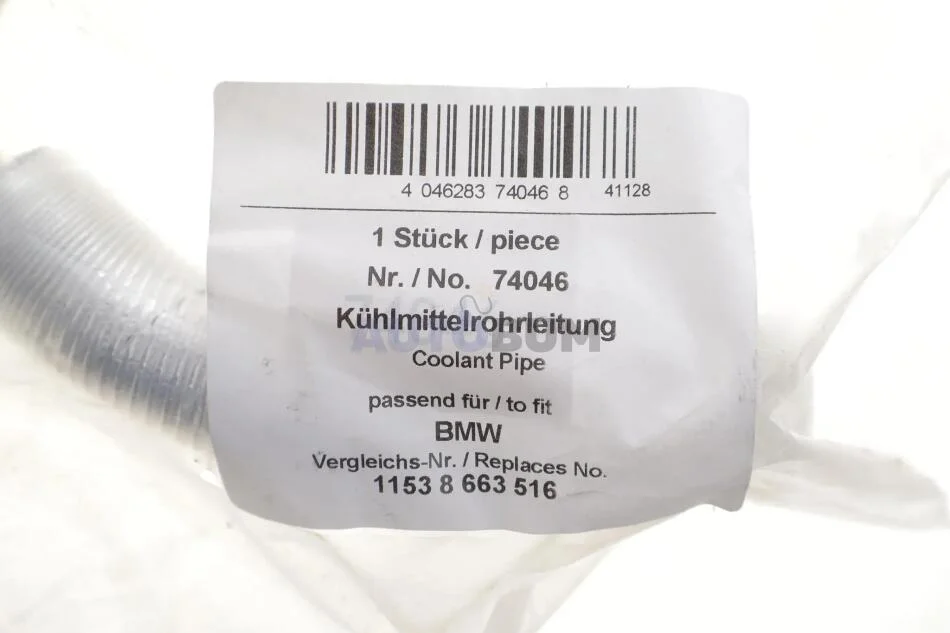 4 046283 74046 8 41128
1 Stück / piece
Nr. / No. 74046
Kühlmittelrohrleitung
AUTOBOM
Coolant Pipe
passend für / to fit
BMW
Vergleichs-Nr. / Replaces No.
1153 8 663 516